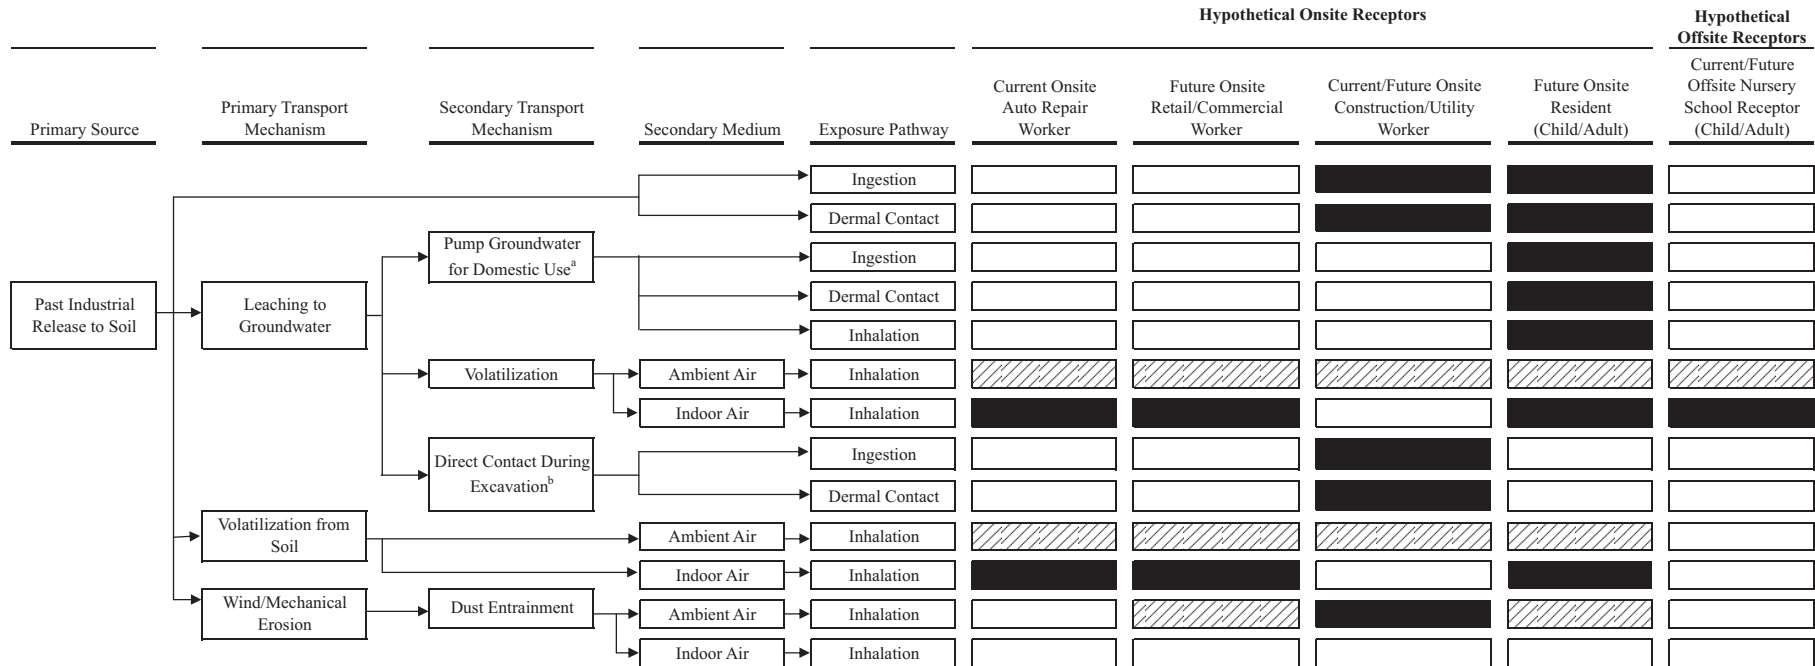 Hypothetical Onsite Receptors
Hypothetical
Offsite Receptors
Primary Source
Primary Transport
Mechanism
Secondary Transport
Mechanism
Secondary Medium
Exposure Pathway
Current Onsite
Auto Repair
Worker
Future Onsite
Retail/Commercial
Worker
Current/Future Onsite
Construction/Utility
Worker
Future Onsite
Resident
(Child/Adult)
Current/Future
Offsite Nursery
School Receptor
(Child/Adult)
Ingestion
Dermal Contact
Pump Groundwater
for Domestic Useᵃ
Ingestion
Past Industrial
Release to Soil
Leaching to
Groundwater
Dermal Contact
Inhalation
Volatilization
Ambient Air
Inhalation
Indoor Air
Inhalation
Direct Contact During
Excavationᵇ
Ingestion
Dermal Contact
Volatilization from
Soil
Ambient Air
Inhalation
Indoor Air
Inhalation
Wind/Mechanical
Erosion
Dust Entrainment
Ambient Air
Inhalation
Indoor Air
Inhalation